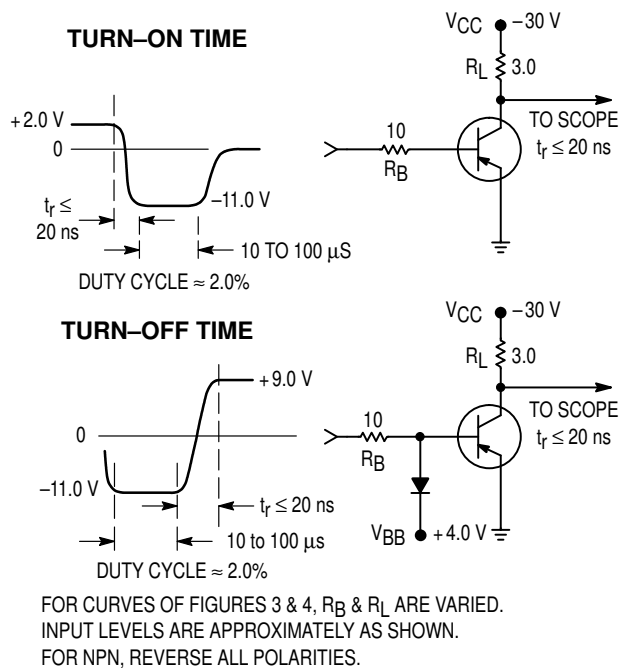 TURN–ON TIME
VCC –30 V
RL 3.0
TO SCOPE
tr ≤ 20 ns
10
RB
+2.0 V
0
tr ≤
20 ns
–11.0 V
10 TO 100 μS
DUTY CYCLE ≈ 2.0%
TURN–OFF TIME
VCC –30 V
RL 3.0
TO SCOPE
tr ≤ 20 ns
10
RB
VBB +4.0 V
+9.0 V
0
–11.0 V
tr ≤ 20 ns
10 to 100 μs
DUTY CYCLE ≈ 2.0%
FOR CURVES OF FIGURES 3 & 4, RB & RL ARE VARIED.
INPUT LEVELS ARE APPROXIMATELY AS SHOWN.
FOR NPN, REVERSE ALL POLARITIES.